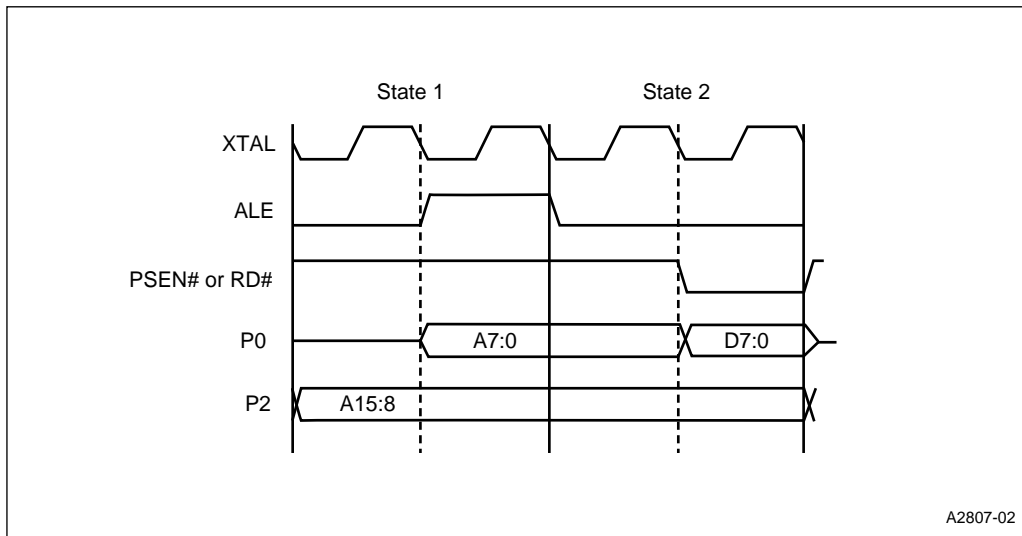 State 1 State 2
XTAL
ALE
PSEN# or RD#
P0 A7:0 D7:0
P2 A15:8
A2807-02